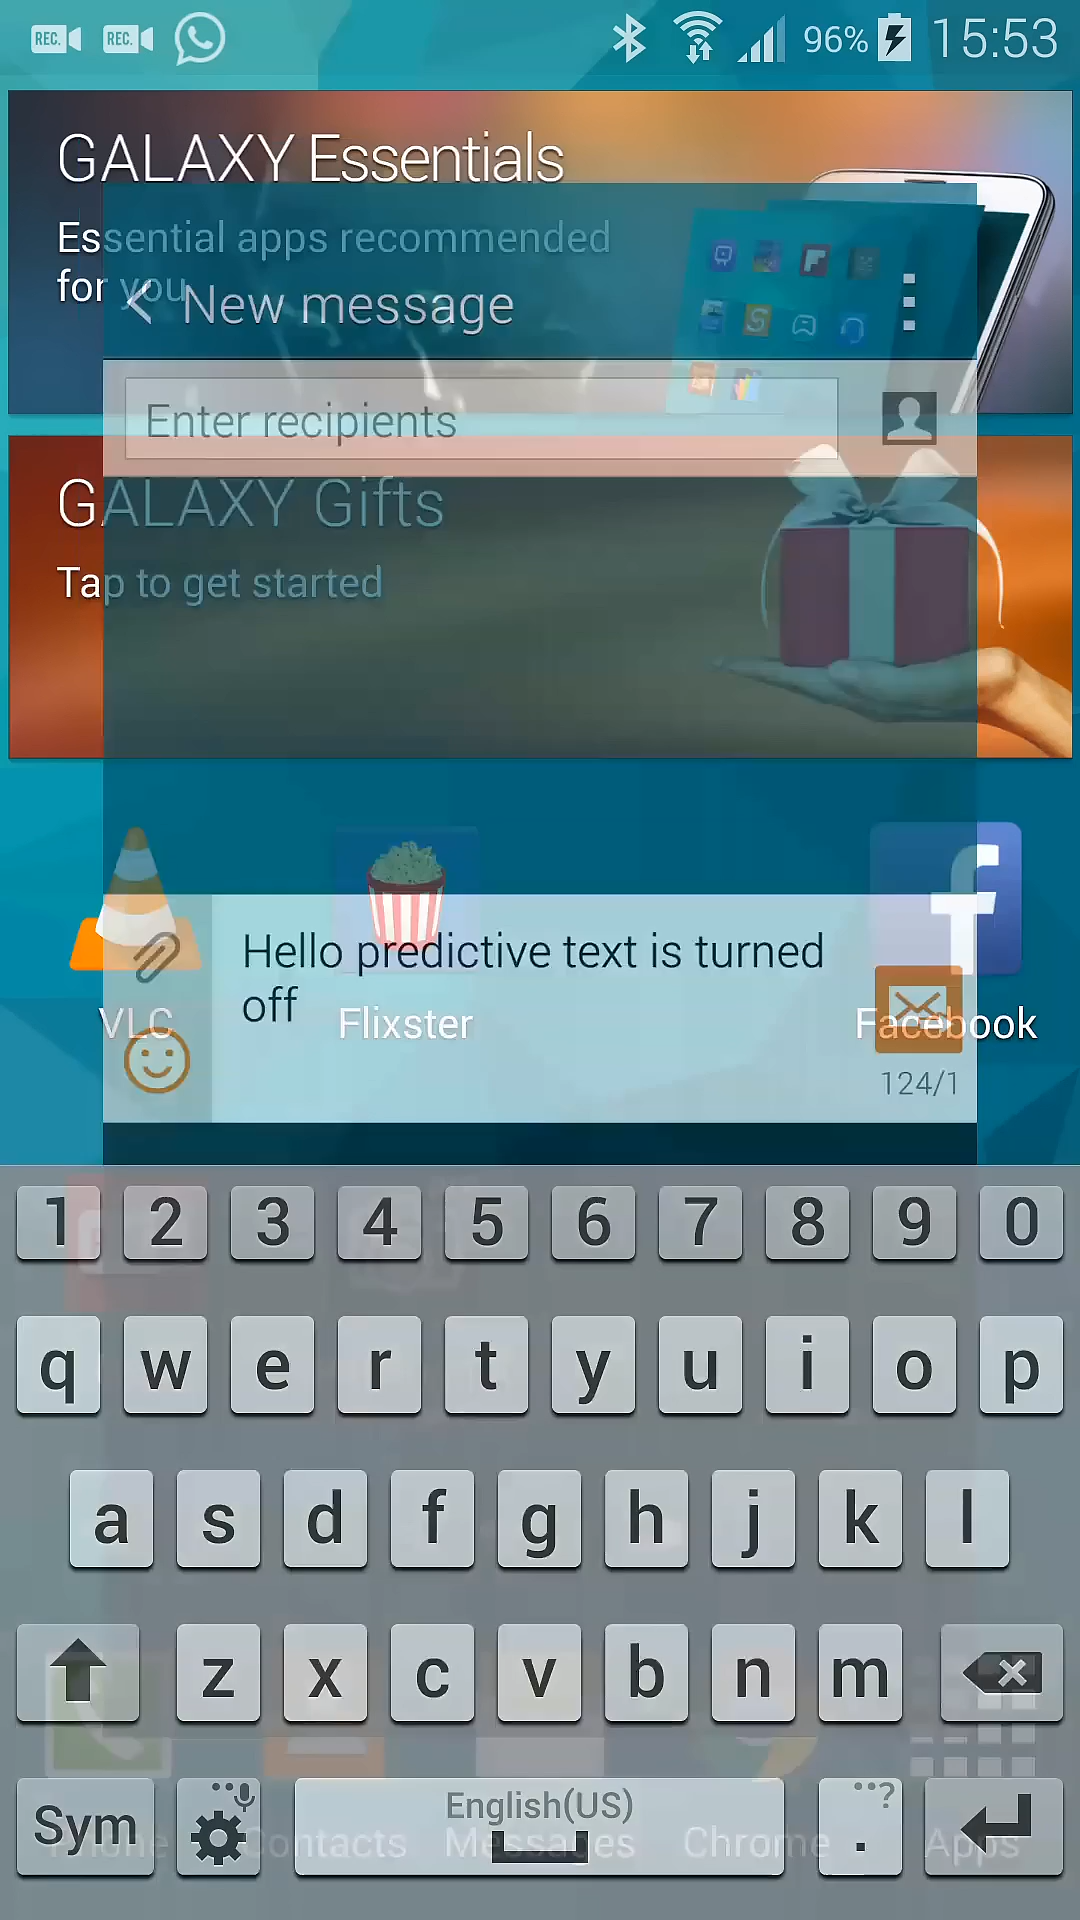 REC. REC. 96% 15:53
GALAXY Essentials
Essential apps recommended
for you
New message
Enter recipients
GALAXY Gifts
Tap to get started
Hello predictive text is turned
off
VLC Flixster Facebook
124/1
1 2 3 4 5 6 7 8 9 0
q w e r t y u i o p
a s d f g h j k l
z x c v b n m
Sym English(US) . ?
Phone Contacts Messages Chrome Apps